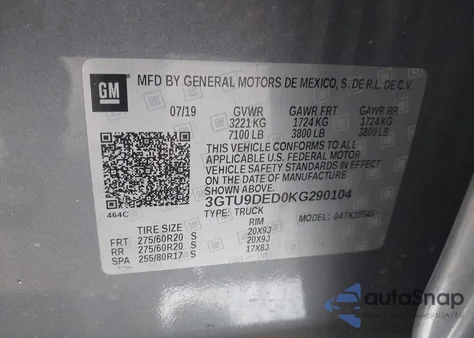 GM
MFD BY GENERAL MOTORS DE MEXICO, S. DE R.L. DE C.V.
07/19 GVWR GAWR FRT GAWR RR
3221 KG 1724 KG 1724 KG
7100 LB 3800 LB 3800 LB
THIS VEHICLE CONFORMS TO ALL
APPLICABLE U.S. FEDERAL MOTOR
VEHICLE SAFETY STANDARDS IN EFFECT
ON THE DATE OF MANUFACTURE SHOWN ABOVE.
464C
3GTU9DED0KG290104
TYPE: TRUCK MODEL:
TIRE SIZE RIM
FRT 275/60R20 S 20X9J
RR 275/60R20 S 20X9J
SPA 255/80R17 S 17X8J
autoSnap